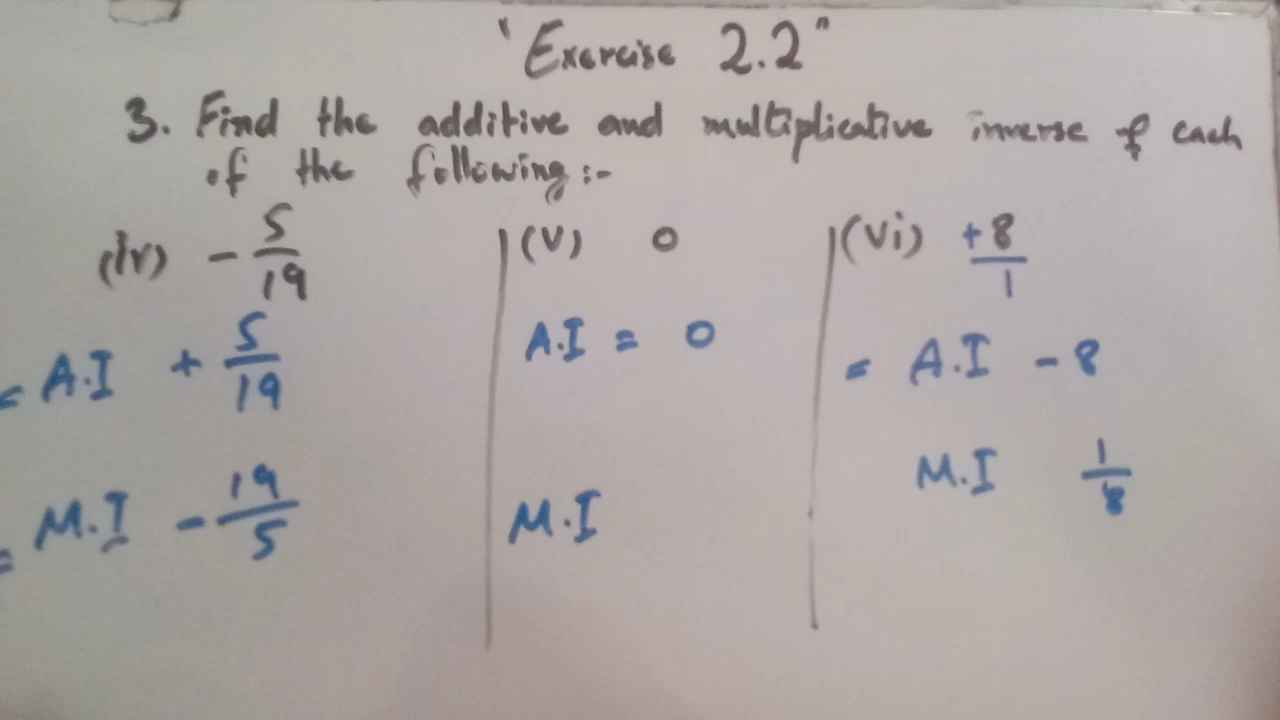 "Exercise 2.2"
3. Find the additive and multiplicative inverse of each
of the following :-
(iv) - 5/19
= A.I + 5/19
= M.I - 19/5
(v) 0
A.I = 0
M.I
(vi) +8/1
= A.I - 8
M.I 1/8